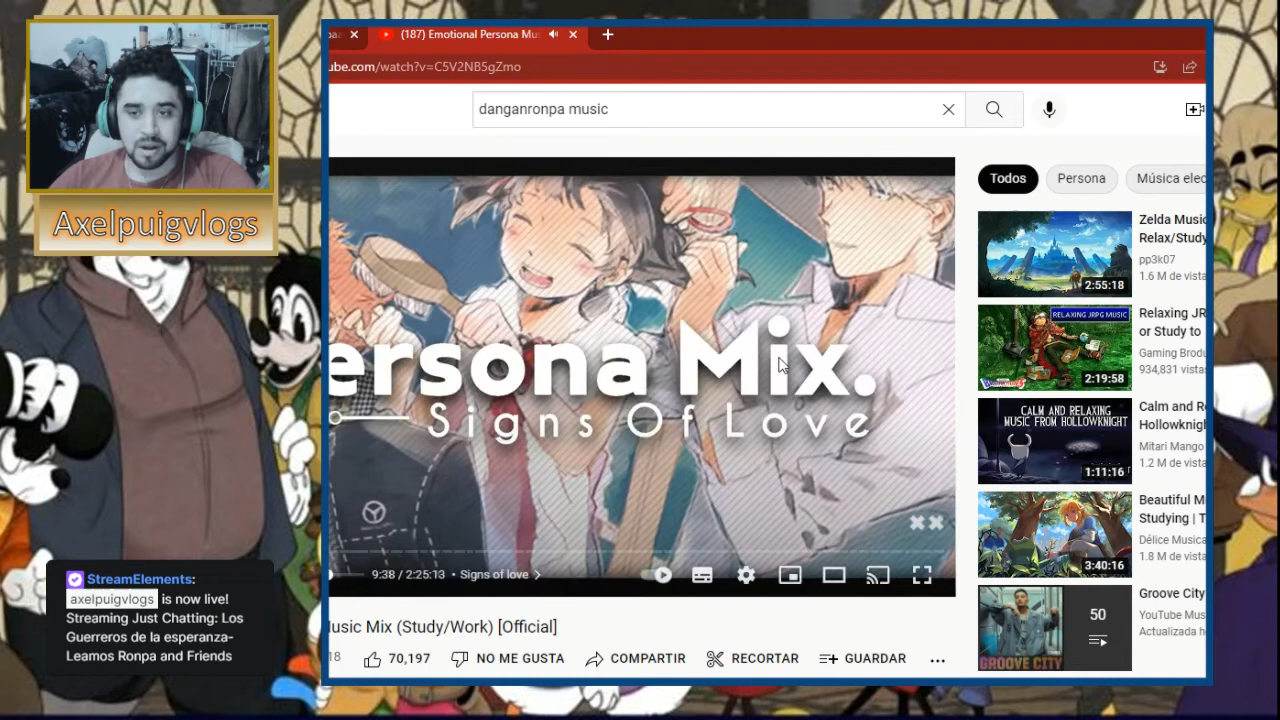 Axelpuigvlogs
StreamElements:
axelpuigvlogs is now live!
Streaming Just Chatting: Los
Guerreros de la esperanza-
Leamos Ronpa and Friends
(187) Emotional Persona Mu
ube.com/watch?v=C5V2NB5gZmo
danganronpa music
ersona Mix.
Signs Of Love
9:38 / 2:25:13 • Signs of love
Music Mix (Study/Work) [Official]
18
70,197
NO ME GUSTA
COMPARTIR
RECORTAR
GUARDAR
Todos
Persona
Música elec
2:55:18
Zelda Music
Relax/Study
pp3k07
1.6 M de vista
RELAXING JRPG MUSIC
2:19:58
Relaxing JR
or Study to
Gaming Brodu
934,831 vistas
CALM AND RELAXING
MUSIC FROM HOLLOWKNIGHT
1:11:16
Calm and Re
Hollowknigh
Mitari Mango
1.2 M de vista
3:40:16
Beautiful M
Studying | T
Délice Musica
1.8 M de vista
GROOVE CITY
50
Groove City
YouTube Mus
Actualizada h